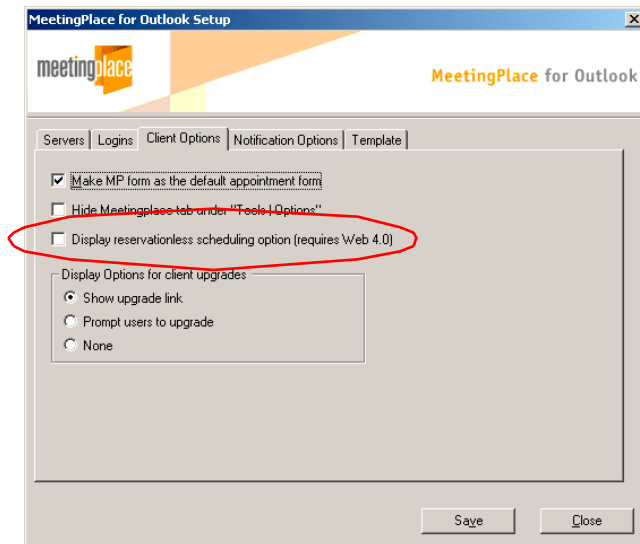 MeetingPlace for Outlook Setup
meetingplace
MeetingPlace for Outlook
Servers Logins Client Options Notification Options Template
Make MP form as the default appointment form
Hide Meetingplace tab under "Tools | Options"
Display reservationless scheduling option (requires Web 4.0)
Display Options for client upgrades
Show upgrade link
Prompt users to upgrade
None
Save Close